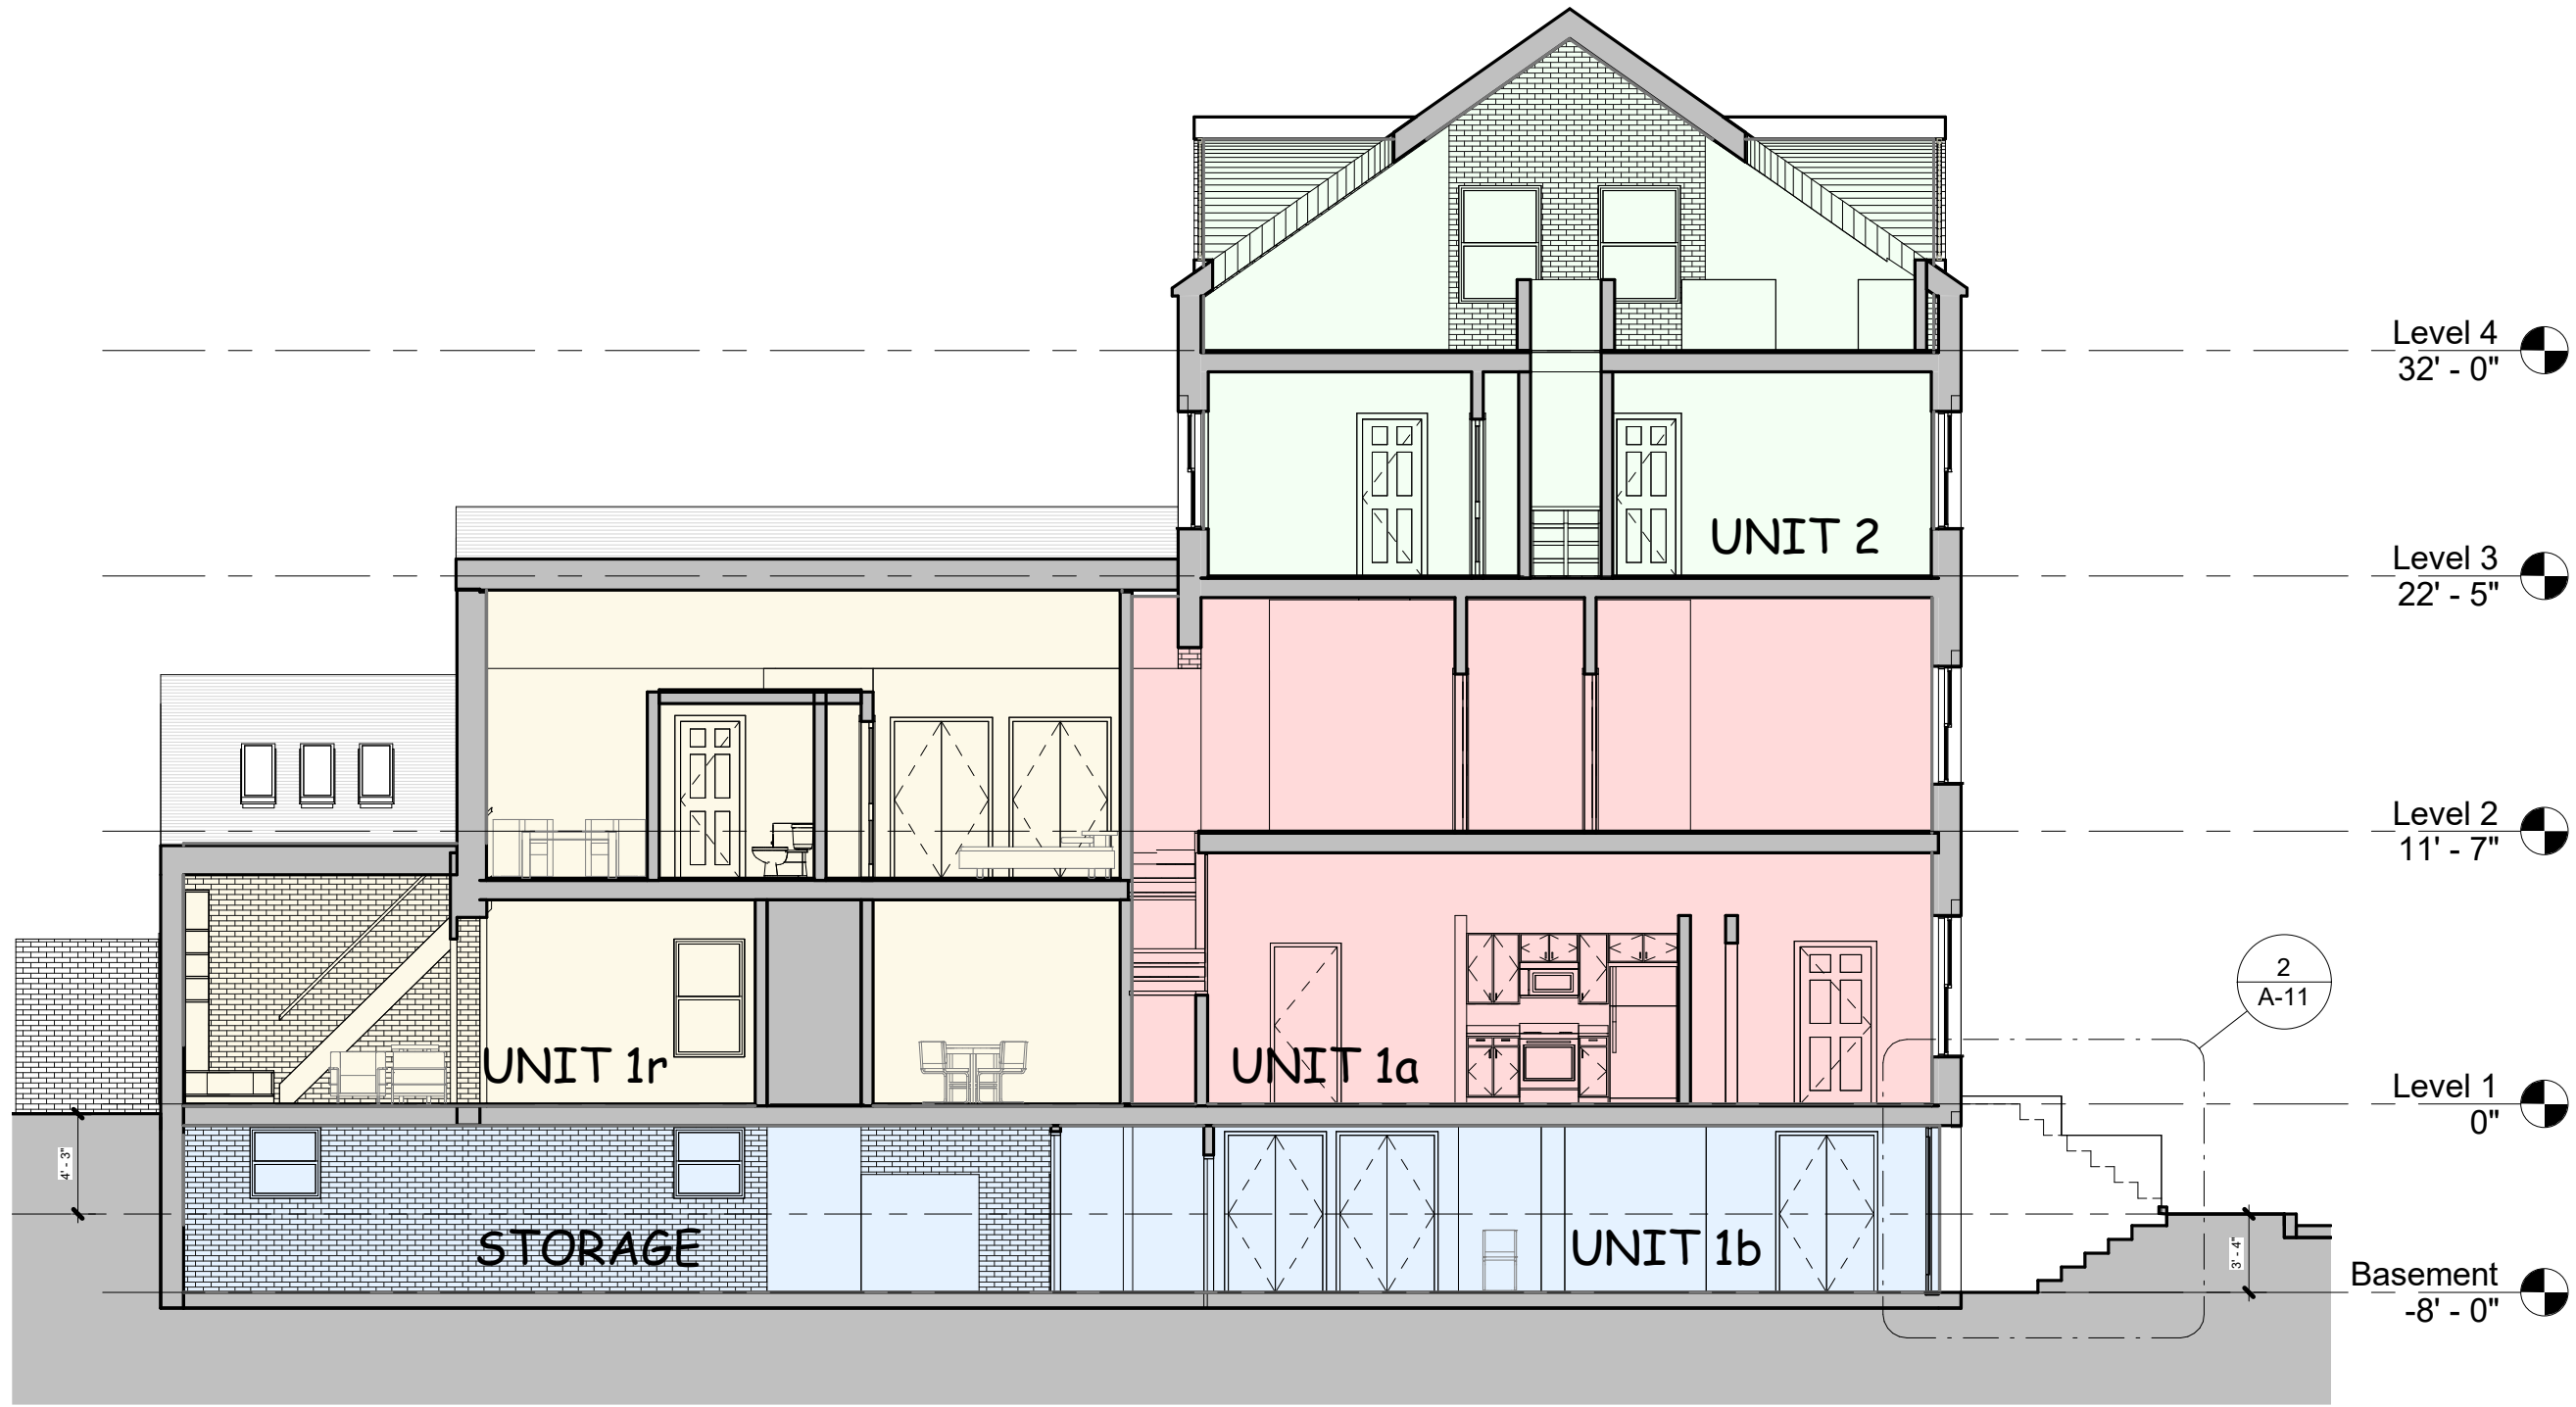 Level 4
32' - 0"
Level 3
22' - 5"
UNIT 2
Level 2
11' - 7"
2
A-11
UNIT 1r
UNIT 1a
Level 1
0"
4' - 3"
STORAGE
UNIT 1b
3' - 4"
Basement
-8' - 0"